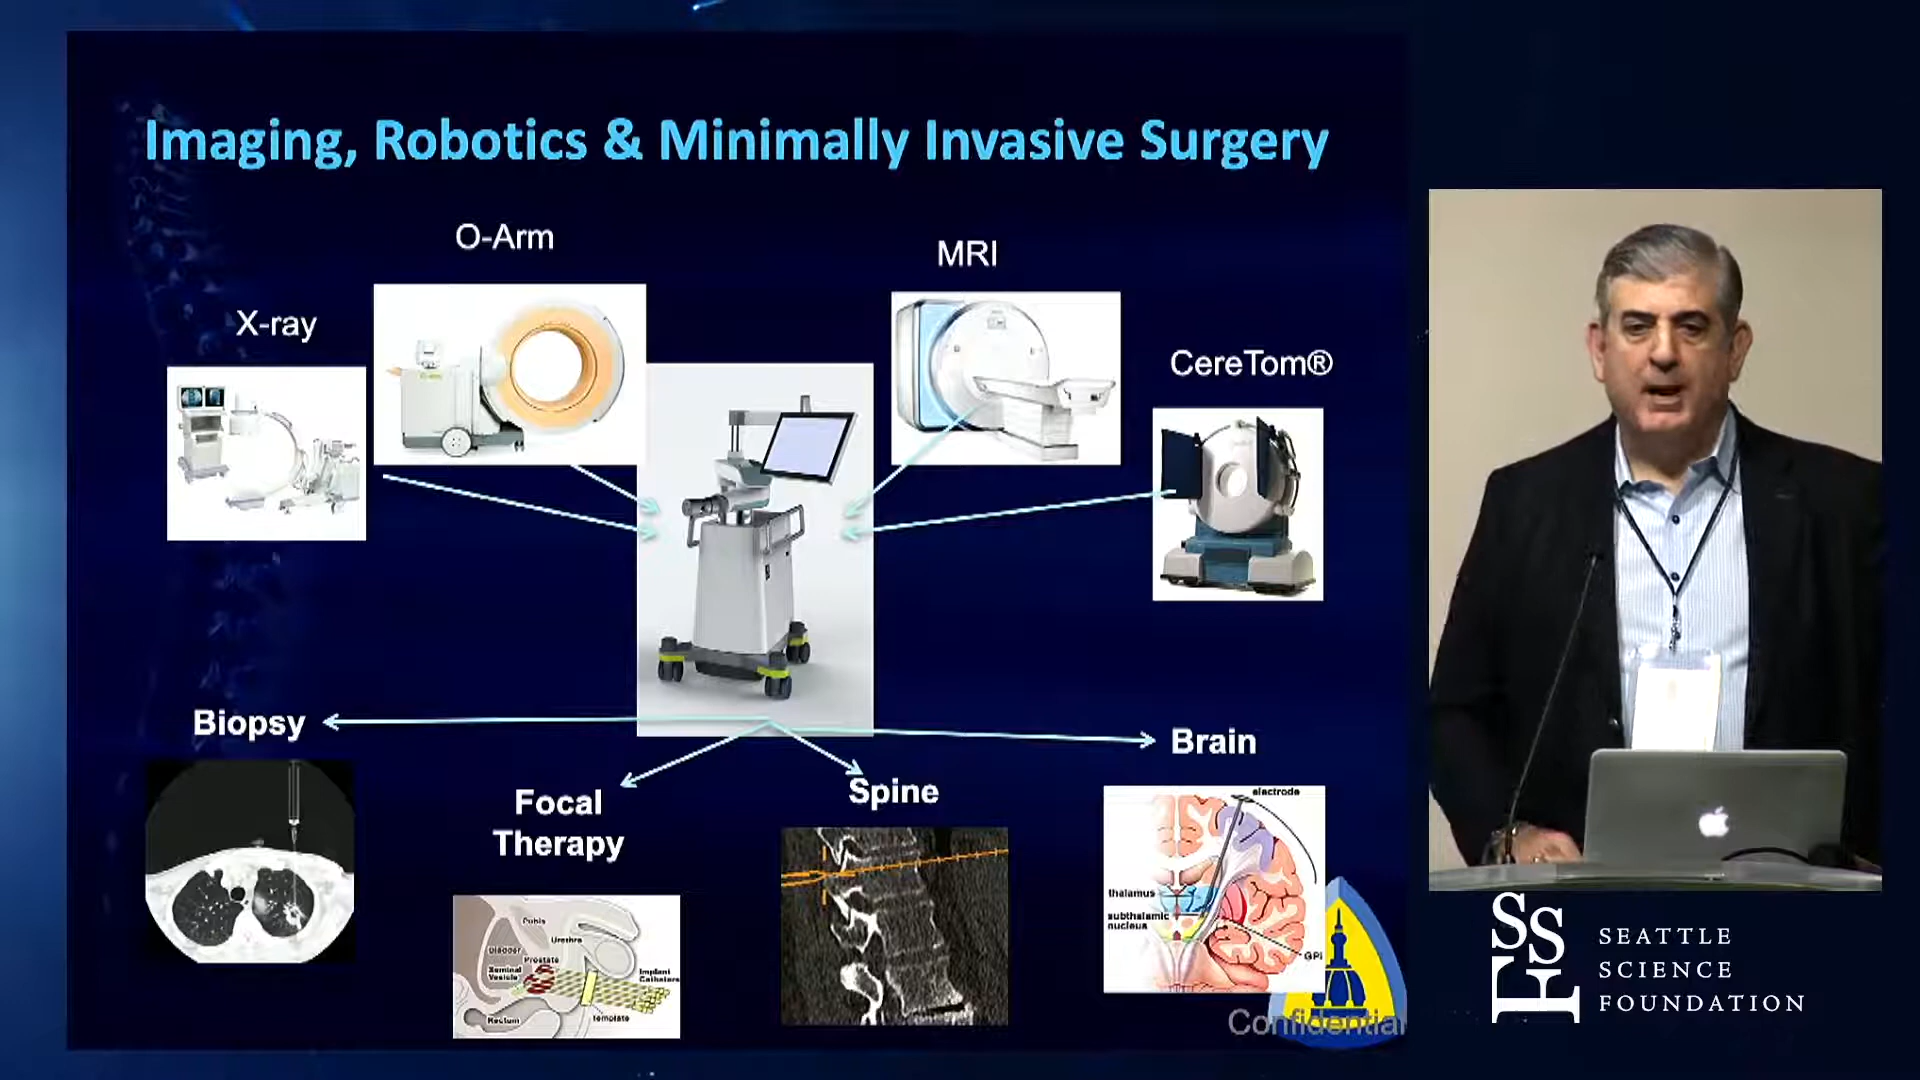 Imaging, Robotics & Minimally Invasive Surgery
O-Arm
MRI
X-ray
CereTom®
Biopsy
Brain
Focal
Therapy
Spine
electrode
thalamus
subthalamic
nucleus
GPi
Pubis
Urethra
Bladder
Prostate
Seminal
Vesicle
Implant
Catheters
Rectum
Template
Confidential
SSF
SEATTLE
SCIENCE
FOUNDATION